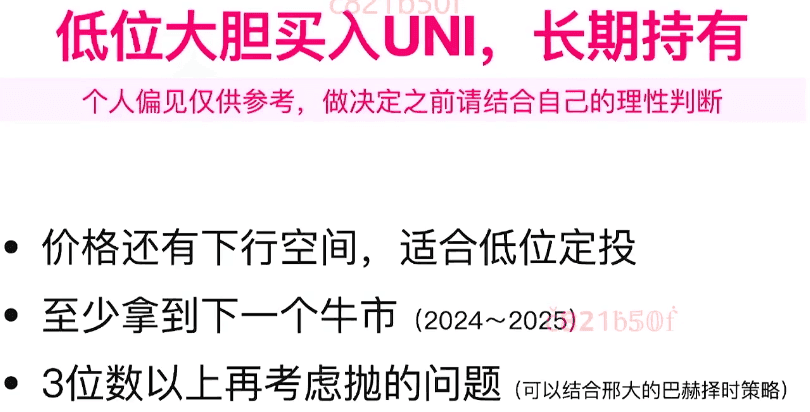 c821b50f
低位大胆买入UNI，长期持有
个人偏见仅供参考，做决定之前请结合自己的理性判断
• 价格还有下行空间，适合低位定投
• 至少拿到下一个牛市（2024～2025）
c821b50f
• 3位数以上再考虑抛的问题（可以结合邢大的巴赫择时策略）